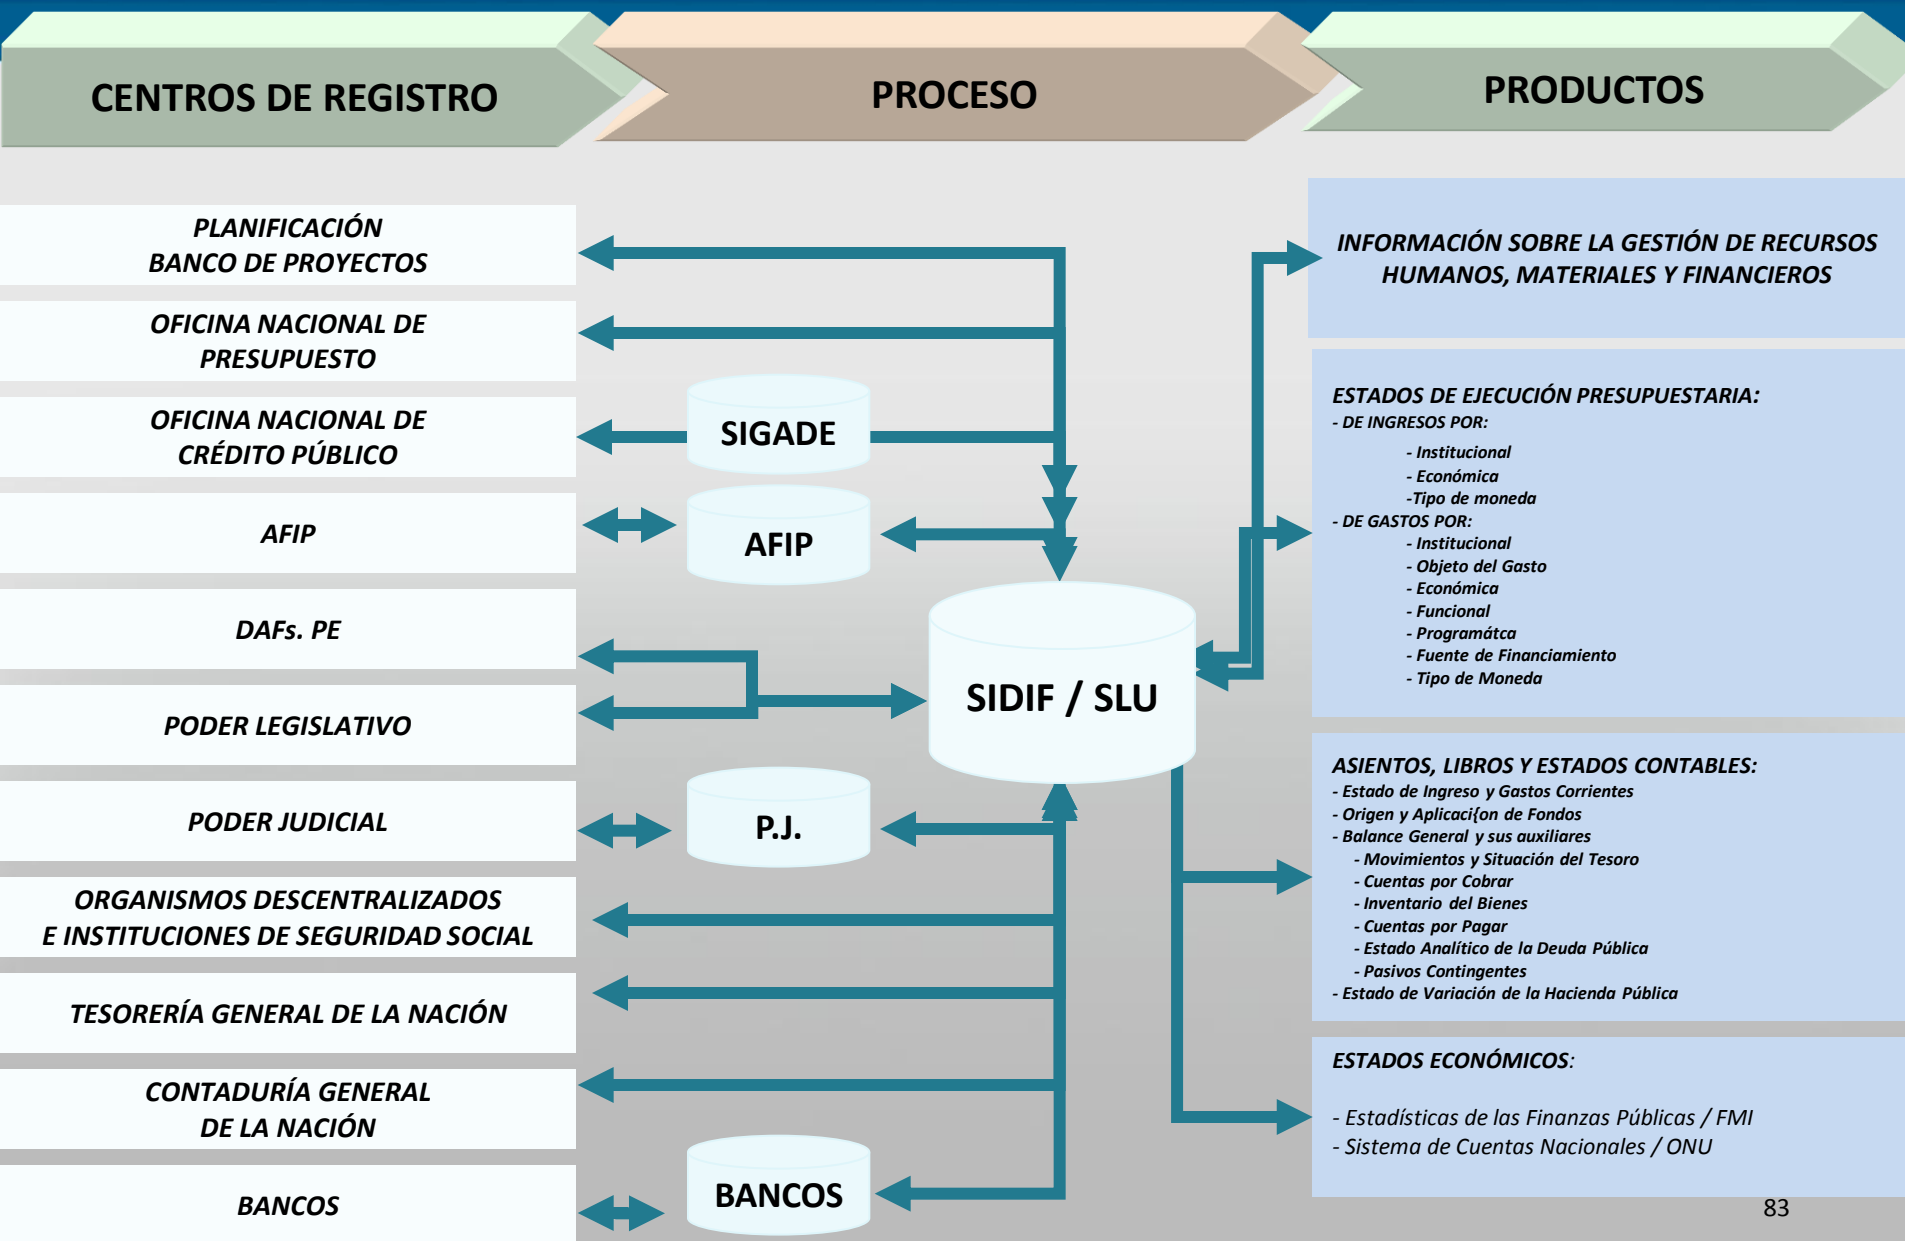 CENTROS DE REGISTRO
PROCESO
PRODUCTOS
PLANIFICACIÓN
BANCO DE PROYECTOS
OFICINA NACIONAL DE
PRESUPUESTO
OFICINA NACIONAL DE
CRÉDITO PÚBLICO
AFIP
DAFs. PE
PODER LEGISLATIVO
PODER JUDICIAL
ORGANISMOS DESCENTRALIZADOS
E INSTITUCIONES DE SEGURIDAD SOCIAL
TESORERÍA GENERAL DE LA NACIÓN
CONTADURÍA GENERAL
DE LA NACIÓN
BANCOS
SIGADE
AFIP
SIDIF / SLU
P.J.
BANCOS
INFORMACIÓN SOBRE LA GESTIÓN DE RECURSOS
HUMANOS, MATERIALES Y FINANCIEROS
ESTADOS DE EJECUCIÓN PRESUPUESTARIA:
- DE INGRESOS POR:
- Institucional
- Económica
-Tipo de moneda
- DE GASTOS POR:
- Institucional
- Objeto del Gasto
- Económica
- Funcional
- Programátca
- Fuente de Financiamiento
- Tipo de Moneda
ASIENTOS, LIBROS Y ESTADOS CONTABLES:
- Estado de Ingreso y Gastos Corrientes
- Origen y Aplicaci{on de Fondos
- Balance General y sus auxiliares
- Movimientos y Situación del Tesoro
- Cuentas por Cobrar
- Inventario del Bienes
- Cuentas por Pagar
- Estado Analítico de la Deuda Pública
- Pasivos Contingentes
- Estado de Variación de la Hacienda Pública
ESTADOS ECONÓMICOS:
- Estadísticas de las Finanzas Públicas / FMI
- Sistema de Cuentas Nacionales / ONU
83